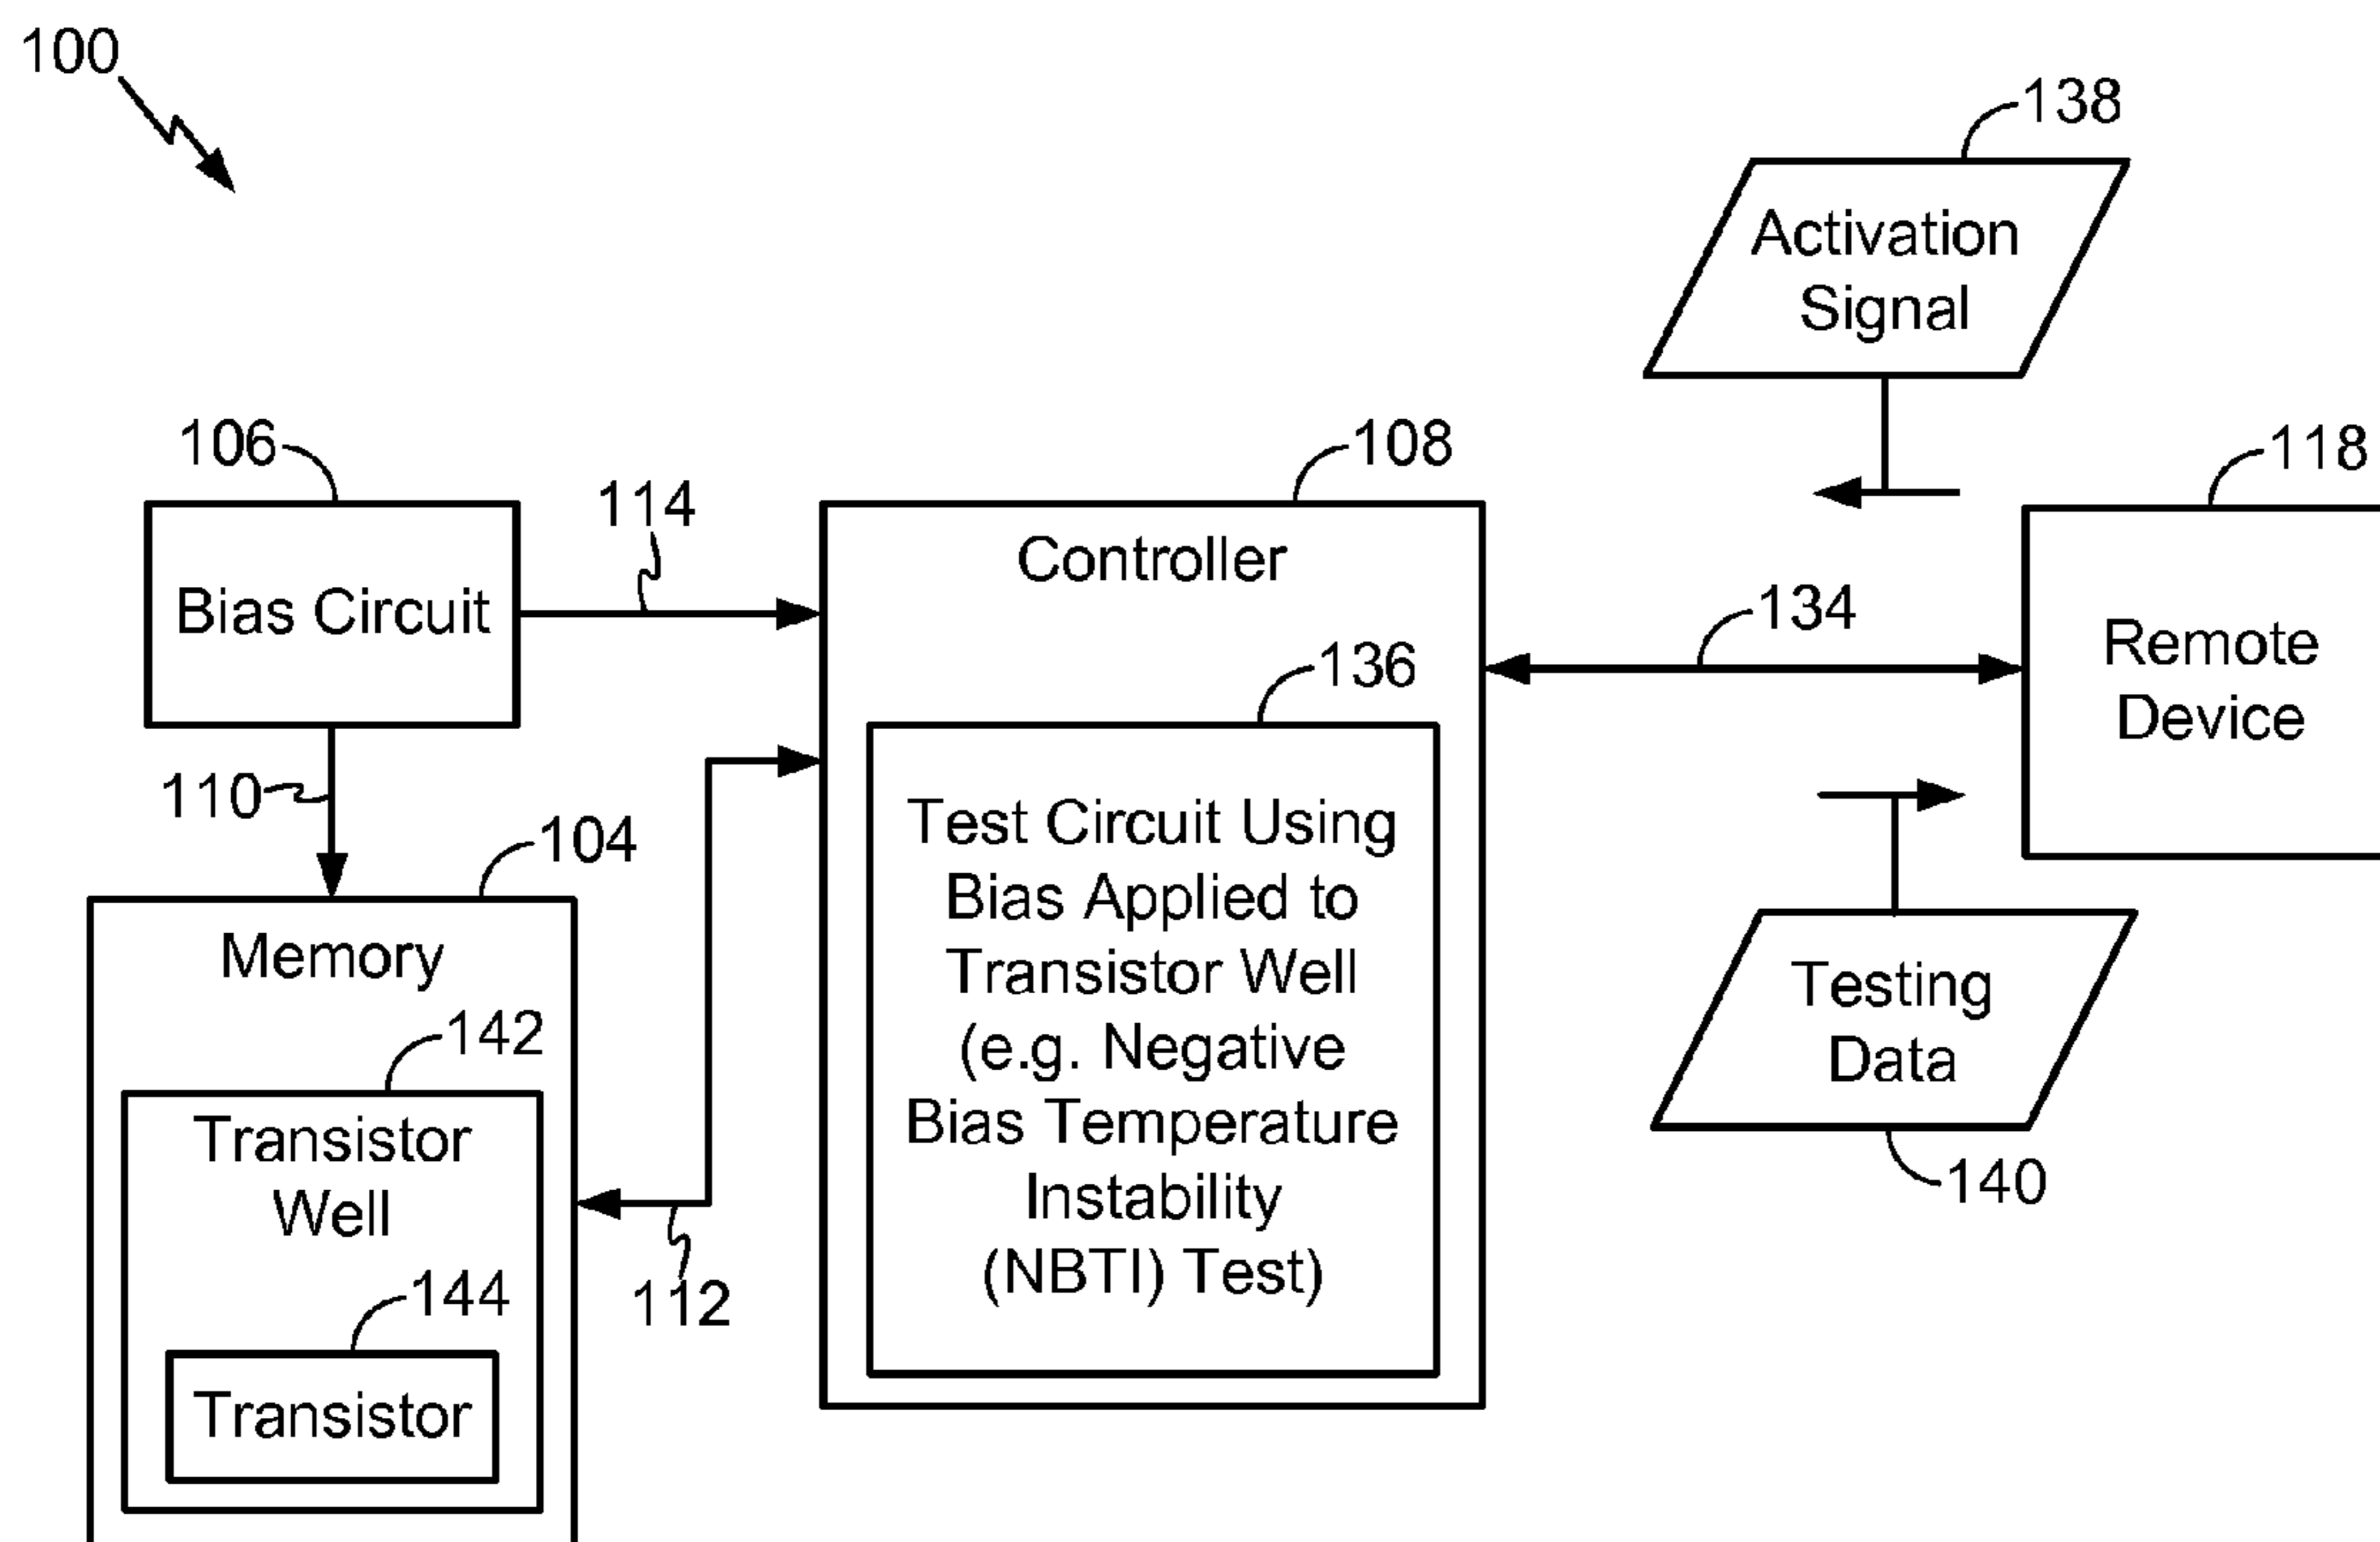 100
138
Activation
Signal
106
114
108
118
Bias Circuit
Controller
134
Remote
Device
136
110
104
Memory
Test Circuit Using
Bias Applied to
Transistor Well
(e.g. Negative
Bias Temperature
Instability
(NBTI) Test)
Testing
Data
140
142
Transistor
Well
112
144
Transistor